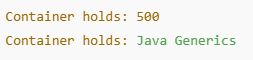 Container holds: 500
Container holds: Java Generics